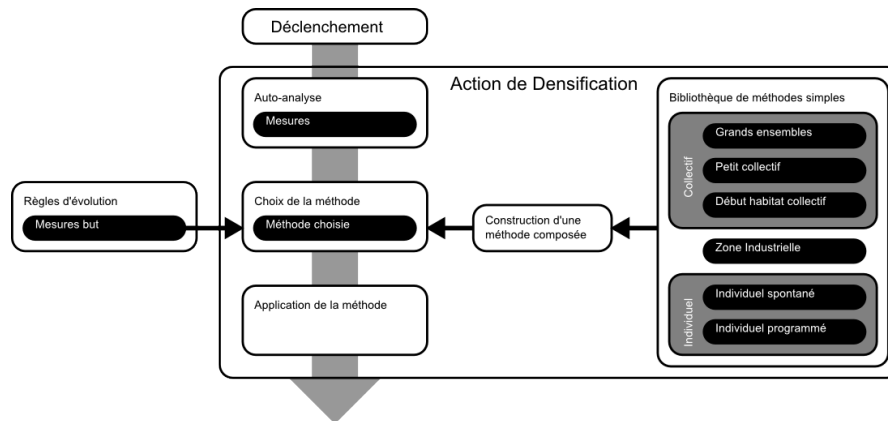 Déclenchement
Action de Densification
Auto-analyse
Mesures
Règles d'évolution
Mesures but
Choix de la méthode
Méthode choisie
Construction d'une
méthode composée
Application de la méthode
Bibliothèque de méthodes simples
Collectif
Grands ensembles
Petit collectif
Début habitat collectif
Zone Industrielle
Individuel
Individuel spontané
Individuel programmé